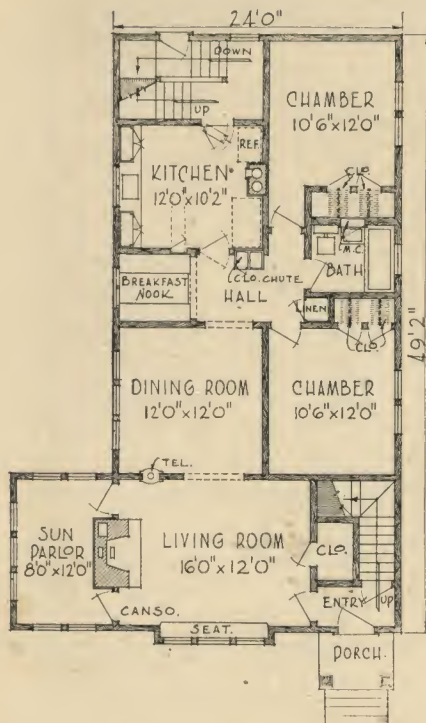 24'0"
DOWN
UP
CHAMBER
10'6"x12'0"
REF.
KITCHEN
12'0"x10'2"
CLO.
M.C.
BATH
BREAKFAST
NOOK
CLO. CHUTE
HALL
LINEN
CLO.
49'2"
DINING ROOM
12'0"x12'0"
CHAMBER
10'6"x12'0"
TEL.
SUN
PARLOR
8'0"x12'0"
LIVING ROOM
16'0"x12'0"
CLO.
CANSO.
SEAT.
ENTRY
UP
PORCH.